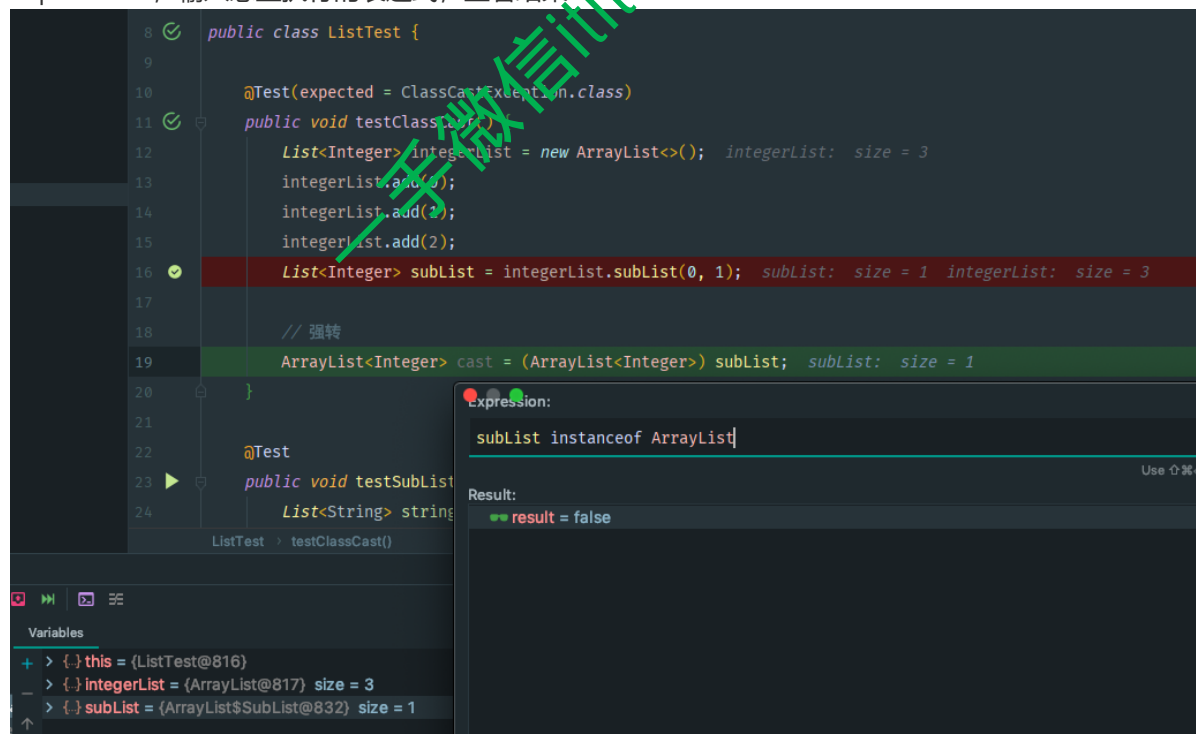 8 public class ListTest {
9
10 @Test(expected = ClassCastException.class)
11 public void testClassCast() {
12 List<Integer> integerList = new ArrayList<>(); integerList: size = 3
13 integerList.add(0);
14 integerList.add(1);
15 integerList.add(2);
16 List<Integer> subList = integerList.subList(0, 1); subList: size = 1 integerList: size = 3
17
18 // 强转
19 ArrayList<Integer> cast = (ArrayList<Integer>) subList; subList: size = 1
20 }
21
22 @Test
23 public void testSubList
24 List<String> string
ListTest > testClassCast()
Expression:
subList instanceof ArrayList
Use ⇧⌘
Result:
result = false
Variables
this = {ListTest@816}
integerList = {ArrayList@817} size = 3
subList = {ArrayList$SubList@832} size = 1
一手微信